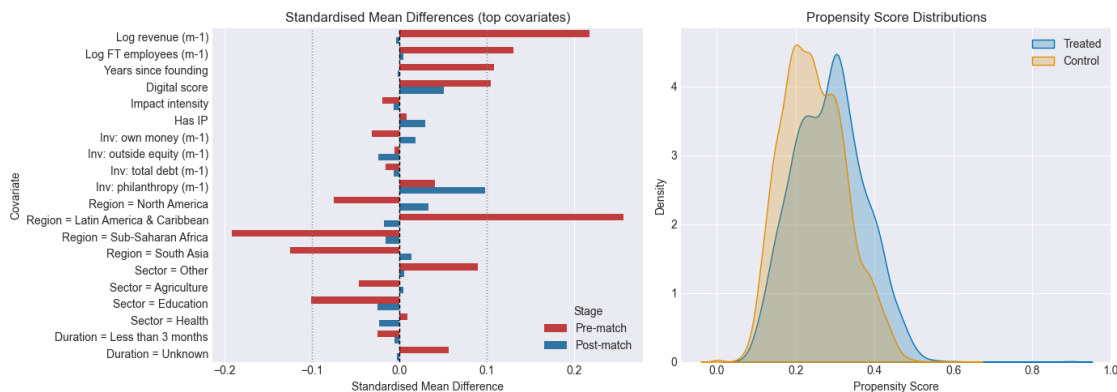 Standardised Mean Differences (top covariates)
Covariate
Log revenue (m-1)
Log FT employees (m-1)
Years since founding
Digital score
Impact intensity
Has IP
Inv: own money (m-1)
Inv: outside equity (m-1)
Inv: total debt (m-1)
Inv: philanthropy (m-1)
Region = North America
Region = Latin America & Caribbean
Region = Sub-Saharan Africa
Region = South Asia
Sector = Other
Sector = Agriculture
Sector = Education
Sector = Health
Duration = Less than 3 months
Duration = Unknown
Stage
Pre-match
Post-match
−0.2 −0.1 0.0 0.1 0.2
Standardised Mean Difference
Propensity Score Distributions
Treated
Control
Density
4
3
2
1
0
0.0 0.2 0.4 0.6 0.8 1.0
Propensity Score